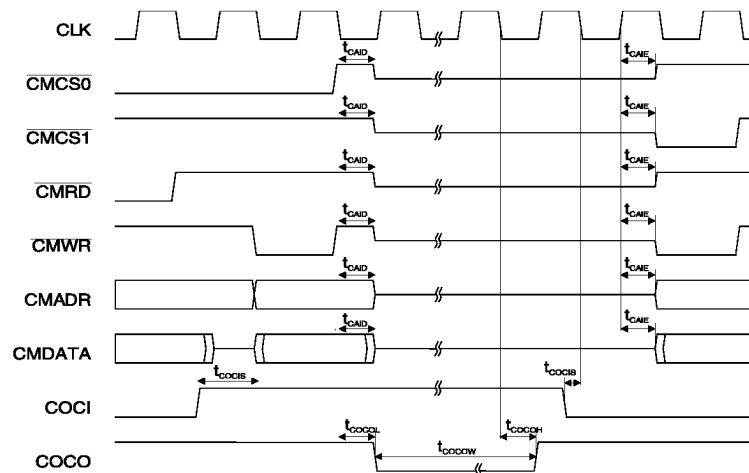 CLK
tCAID tCAIE
CMCS0
tCAID tCAIE
CMCS1
tCAID tCAIE
CMRD
tCAID tCAIE
CMWR
tCAID tCAIE
CMADR
tCAID tCAIE
CMDATA
tCOCIS tCOCIS
COCI
tCOCOL tCOCOW tCOCOH
COCO